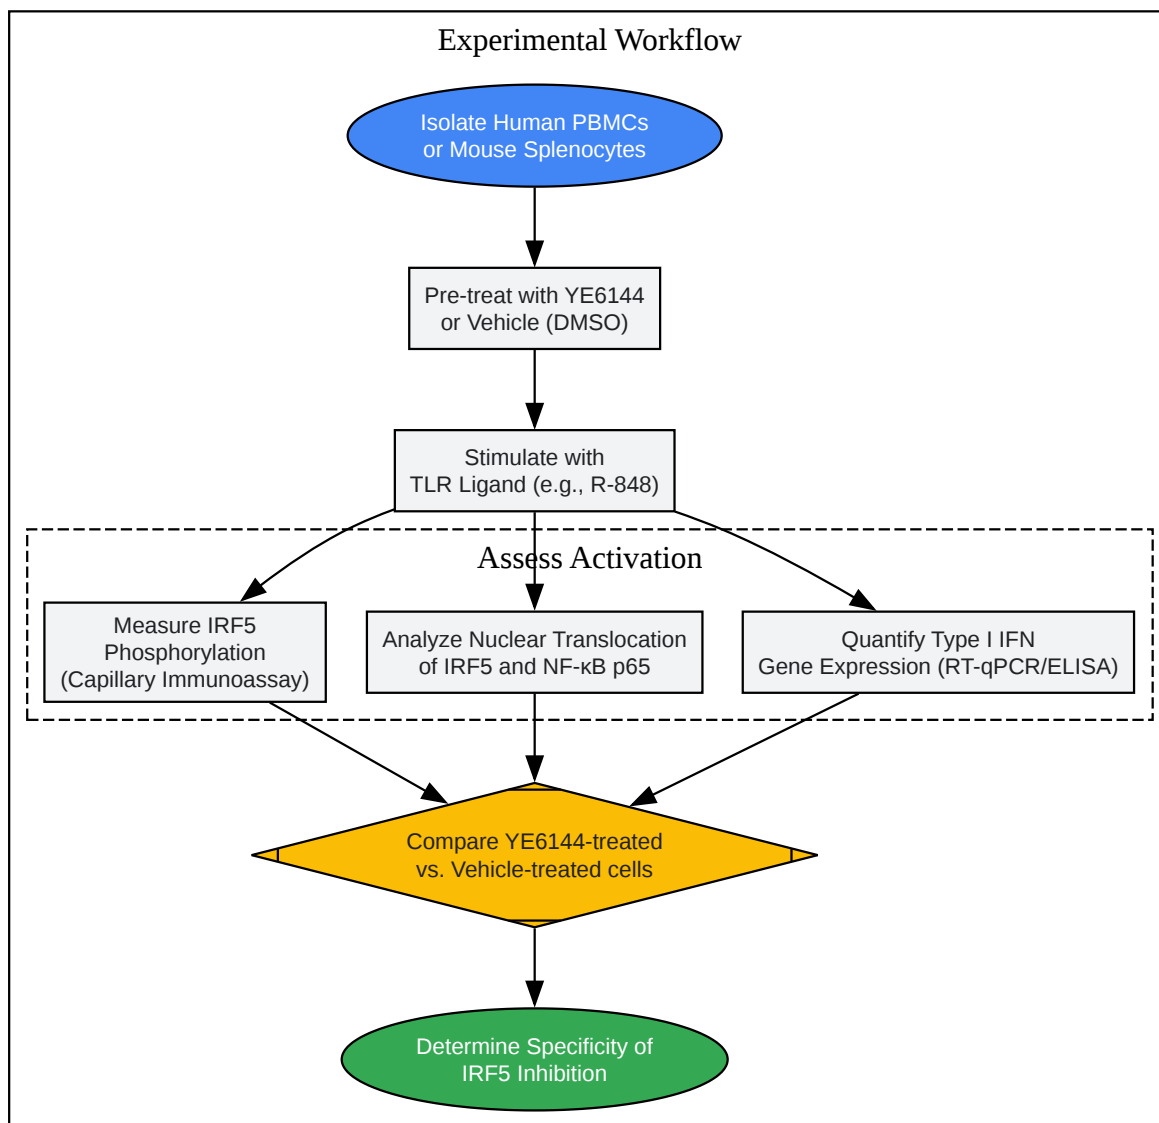 Experimental Workflow
Isolate Human PBMCs
or Mouse Splenocytes
Pre-treat with YE6144
or Vehicle (DMSO)
Stimulate with
TLR Ligand (e.g., R-848)
Assess Activation
Measure IRF5
Phosphorylation
(Capillary Immunoassay)
Analyze Nuclear Translocation
of IRF5 and NF-κB p65
Quantify Type I IFN
Gene Expression (RT-qPCR/ELISA)
Compare YE6144-treated
vs. Vehicle-treated cells
Determine Specificity of
IRF5 Inhibition